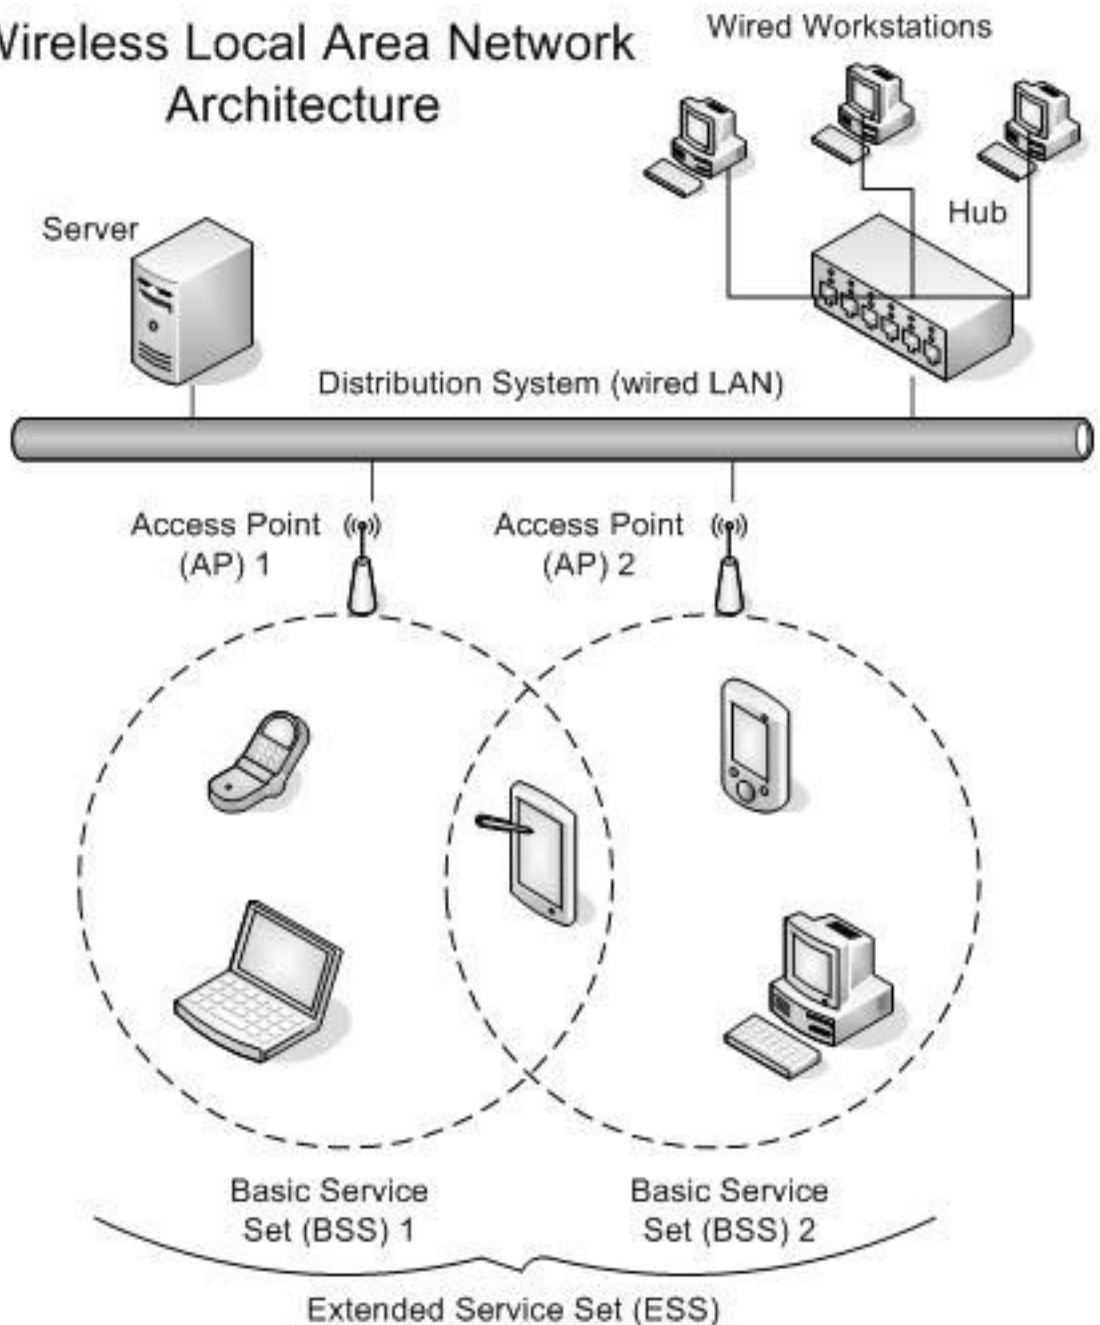 Wireless Local Area Network
Architecture
Wired Workstations
Server
Hub
Distribution System (wired LAN)
Access Point
(AP) 1
Access Point
(AP) 2
Basic Service
Set (BSS) 1
Basic Service
Set (BSS) 2
Extended Service Set (ESS)